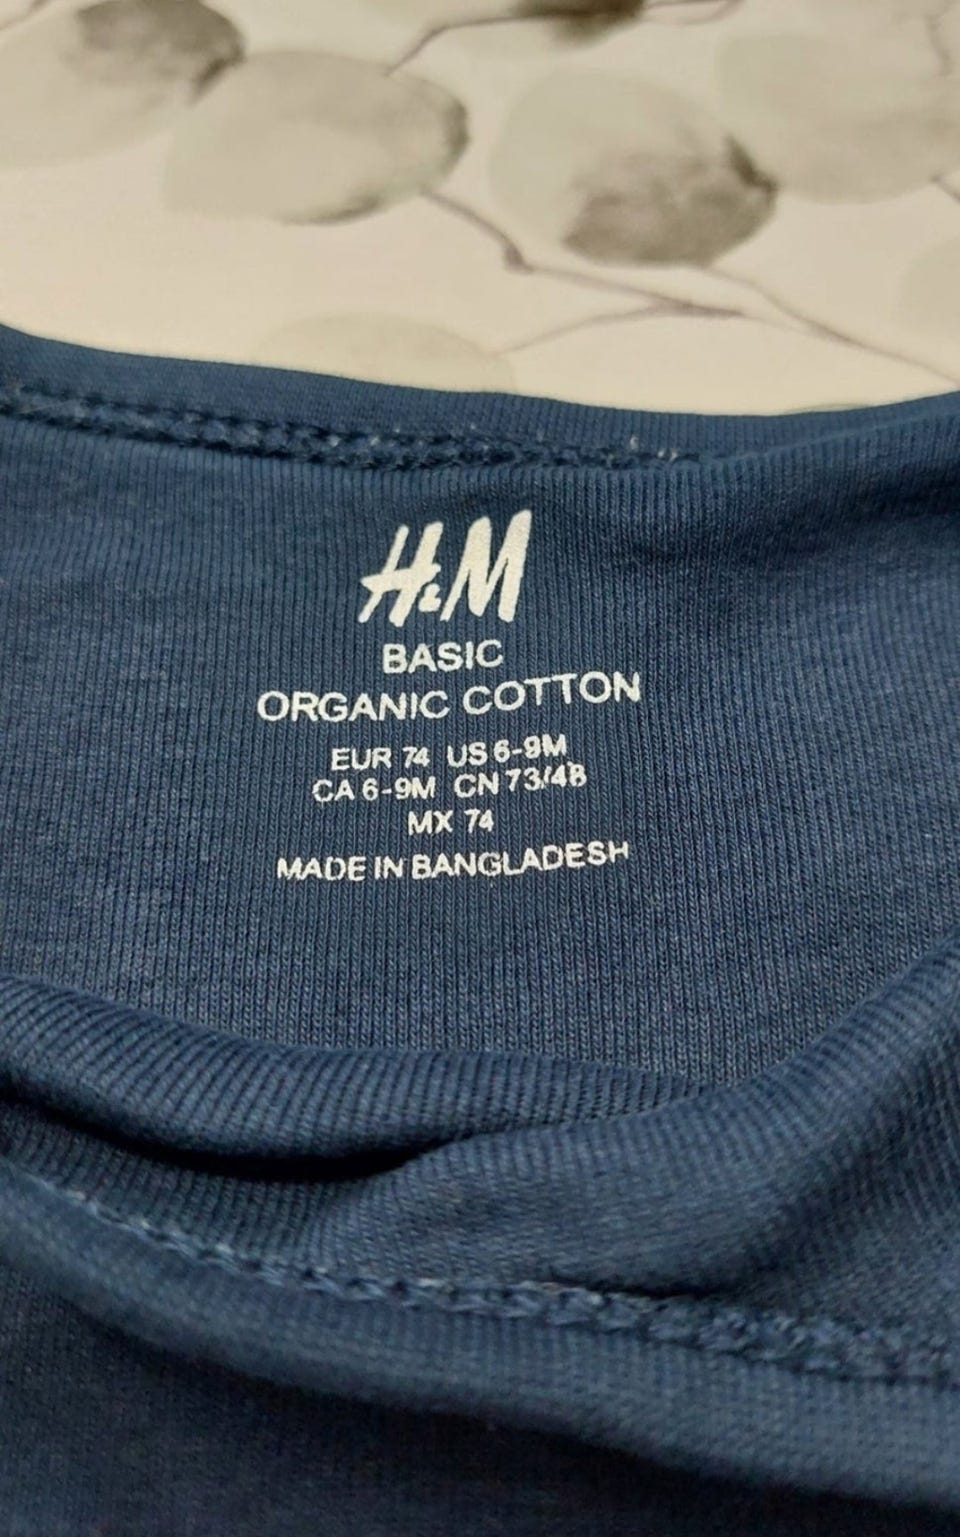 H&M
BASIC
ORGANIC COTTON
EUR 74 US 6-9M
CA 6-9M CN 73/48
MX 74
MADE IN BANGLADESH